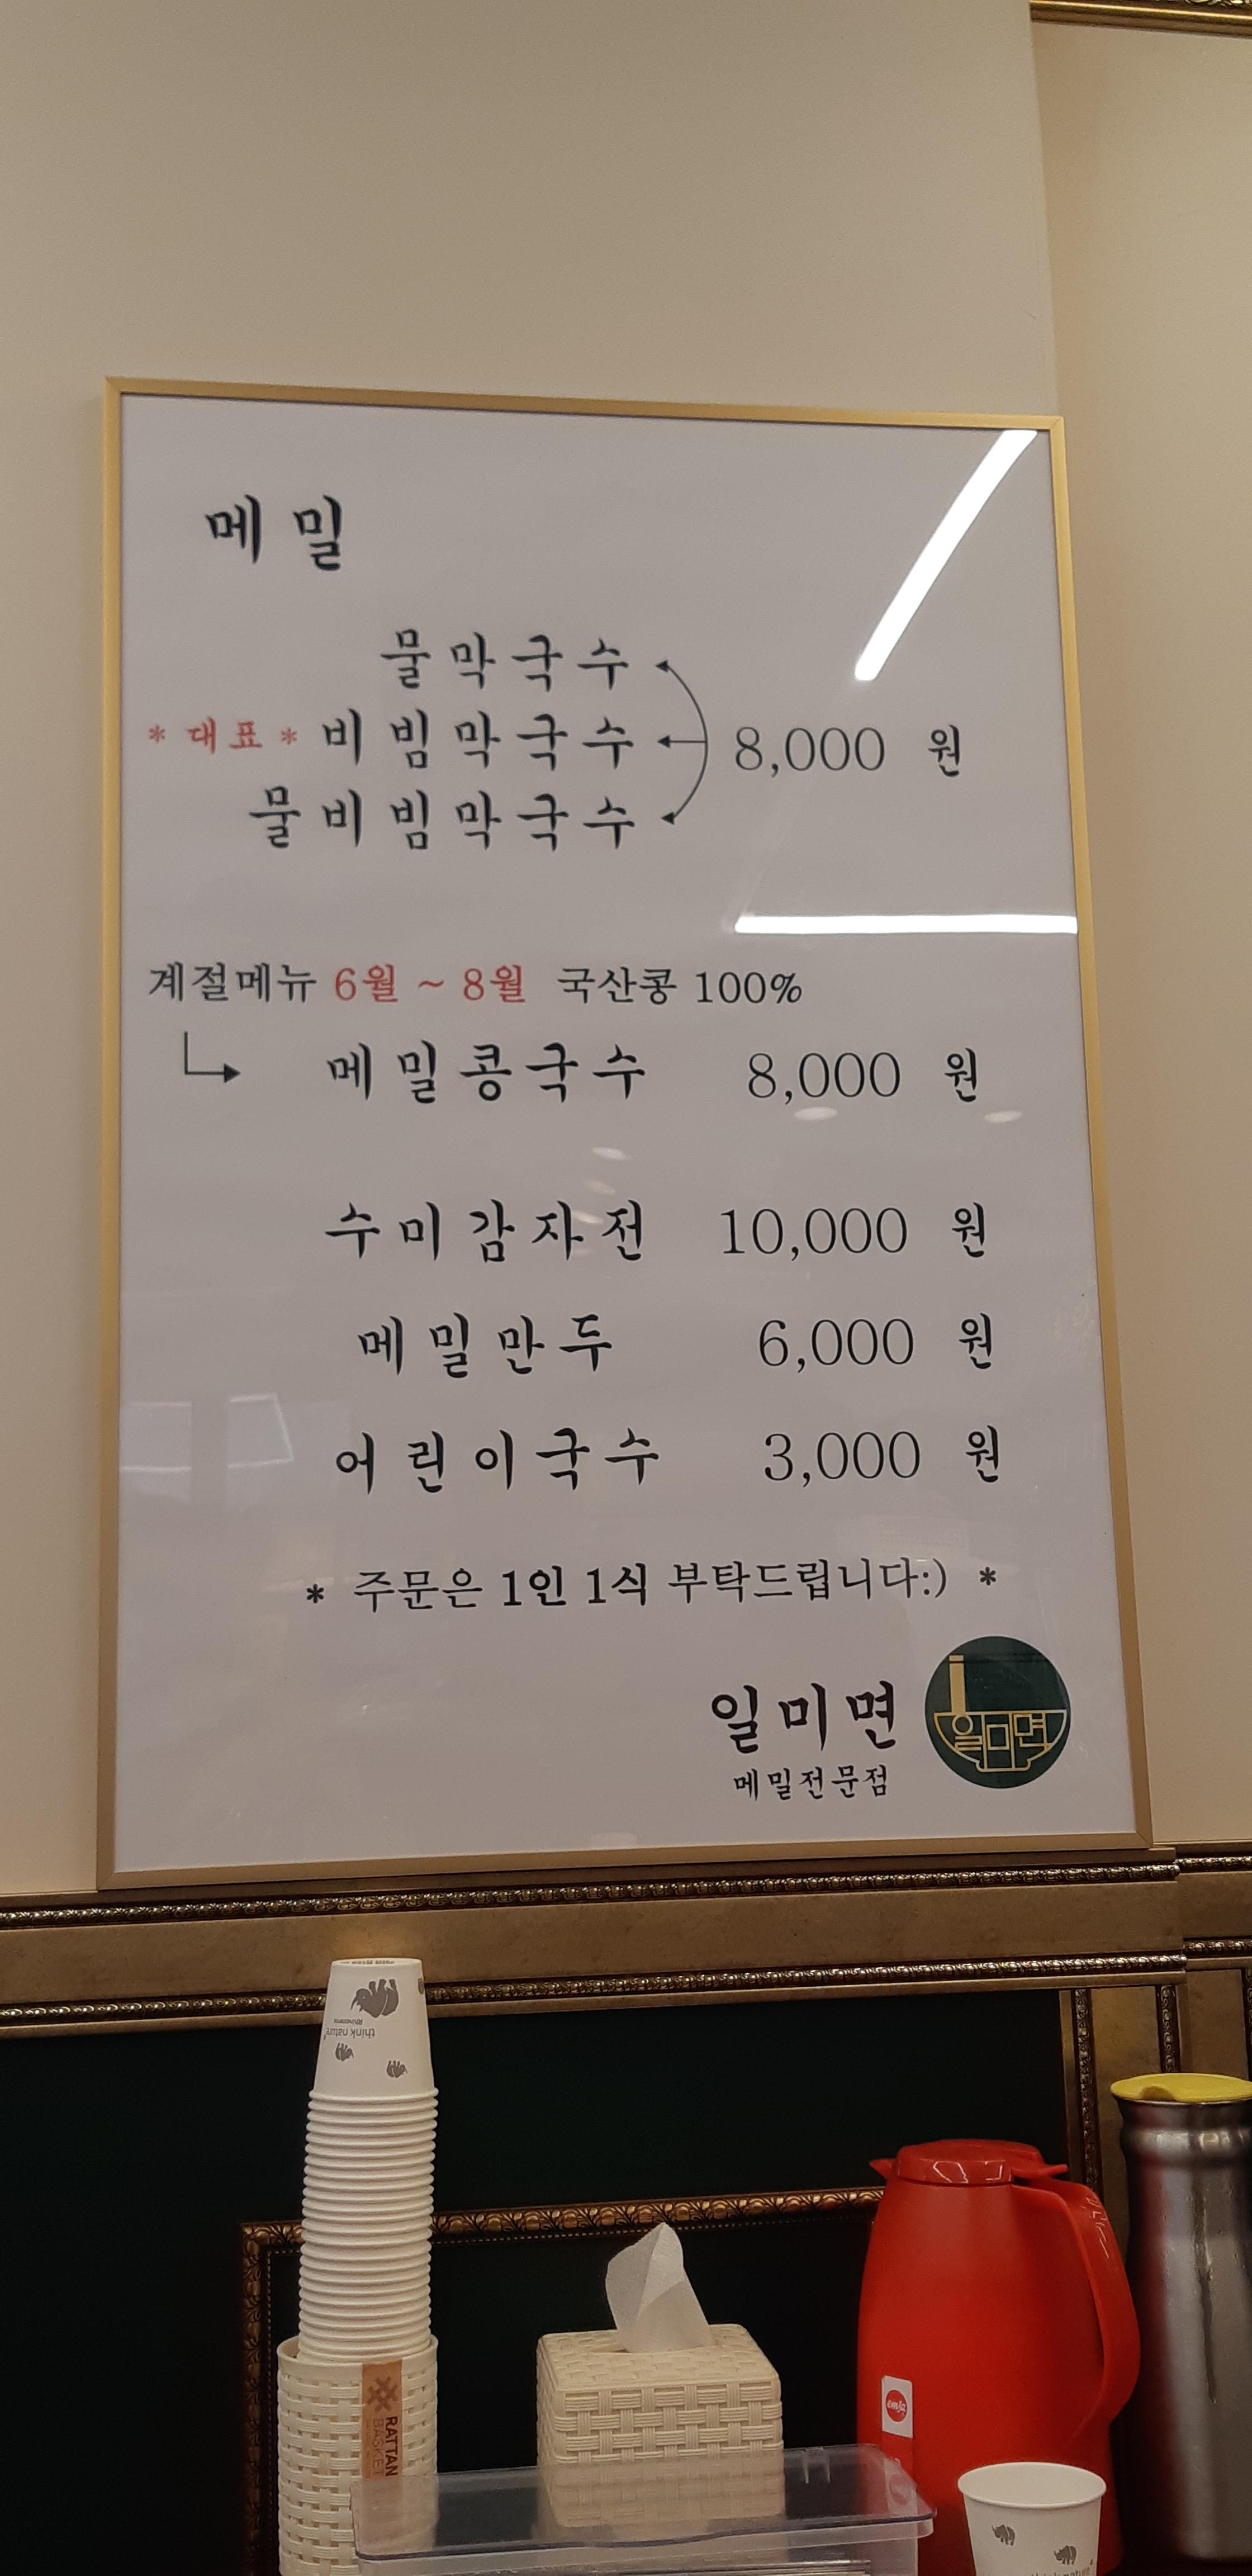 메밀
물막국수
*대표* 비빔막국수 8,000 원
물비빔막국수
계절메뉴 6월 ~ 8월 국산콩 100%
메밀콩국수 8,000 원
수미감자전 10,000 원
메밀만두 6,000 원
어린이국수 3,000 원
* 주문은 1인 1식 부탁드립니다:) *
일미면
메밀전문점
일미면
think nature
RATTAN
BASKET